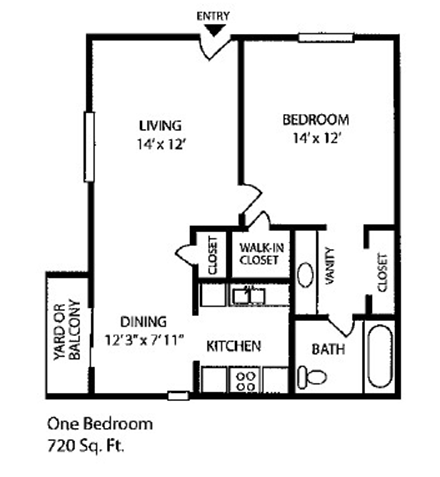 ENTRY
LIVING
14' x 12'
BEDROOM
14' x 12'
CLOSET
WALK-IN
CLOSET
VANITY
CLOSET
YARD OR
BALCONY
DINING
12'3" x 7'11"
KITCHEN
BATH
One Bedroom
720 Sq. Ft.